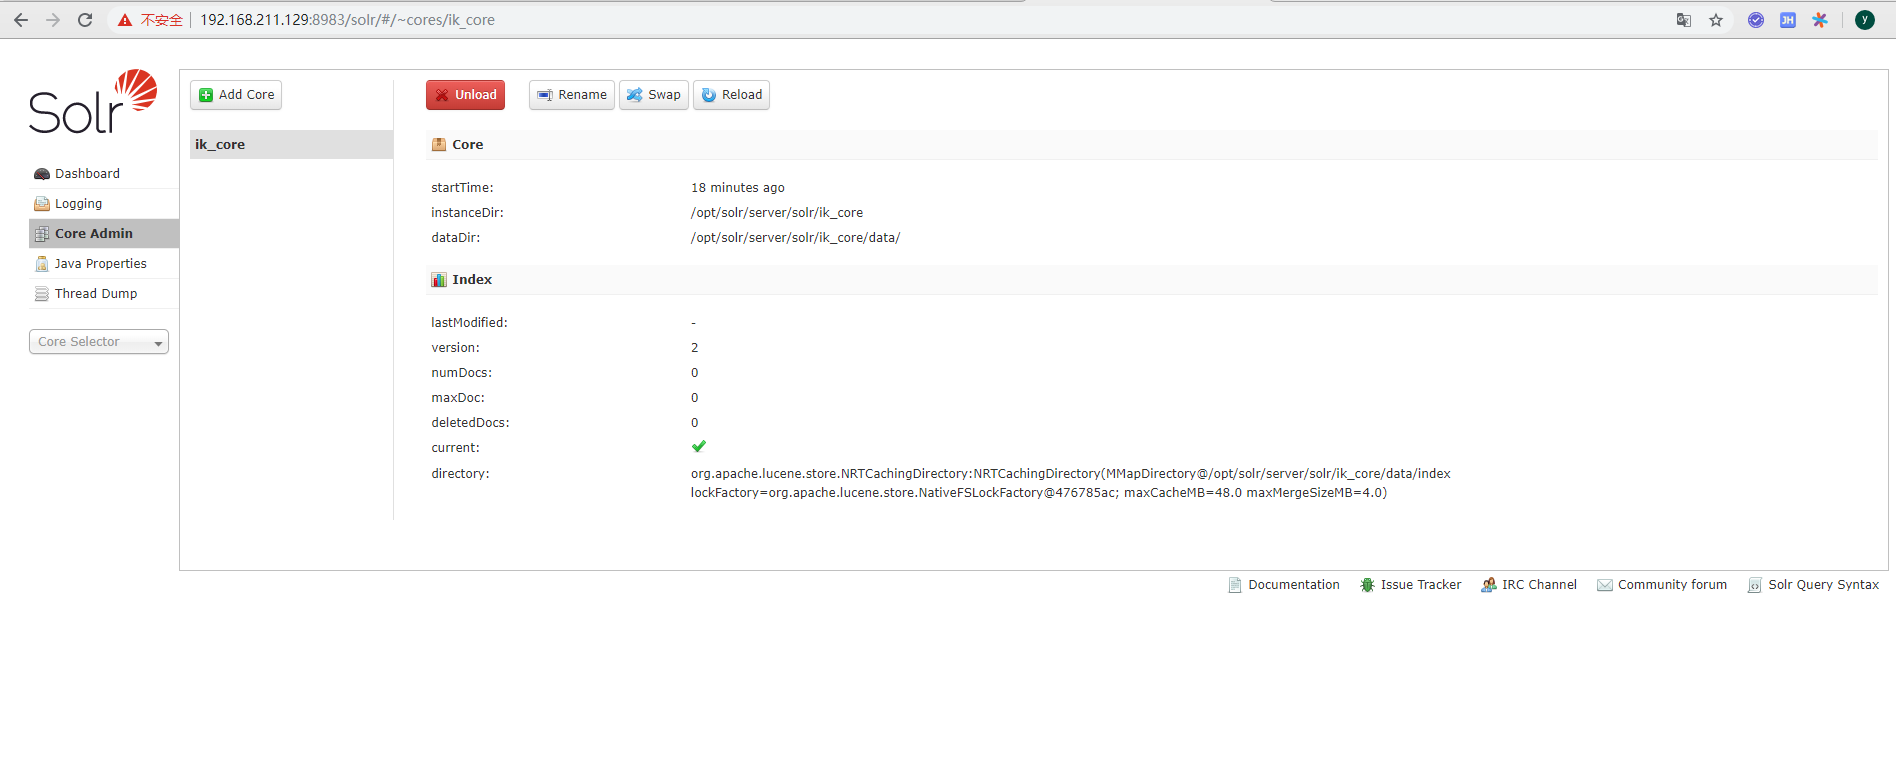 不安全 192.168.211.129:8983/solr/#/~cores/ik_core
JH
y
Solr
Dashboard
Logging
Core Admin
Java Properties
Thread Dump
Core Selector
Add Core
ik_core
Unload Rename Swap Reload
Core
startTime: 18 minutes ago
instanceDir: /opt/solr/server/solr/ik_core
dataDir: /opt/solr/server/solr/ik_core/data/
Index
lastModified: -
version: 2
numDocs: 0
maxDoc: 0
deletedDocs: 0
current:
directory: org.apache.lucene.store.NRTCachingDirectory:NRTCachingDirectory(MMapDirectory@/opt/solr/server/solr/ik_core/data/index
lockFactory=org.apache.lucene.store.NativeFSLockFactory@476785ac; maxCacheMB=48.0 maxMergeSizeMB=4.0)
Documentation Issue Tracker IRC Channel Community forum Solr Query Syntax